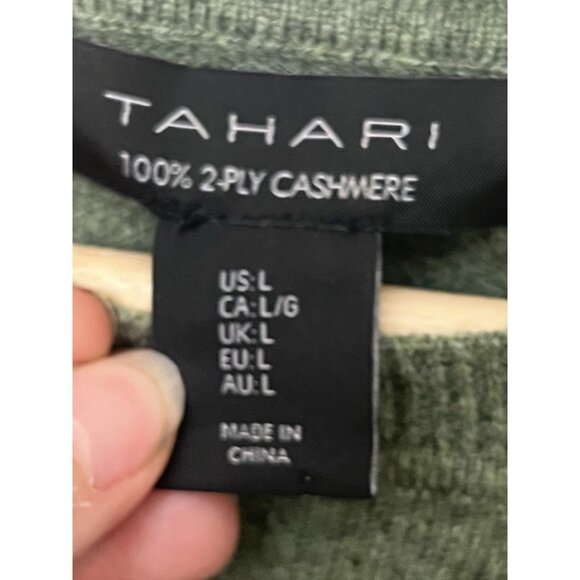 TAHARI
100% 2-PLY CASHMERE
US: L
CA: L/G
UK: L
EU: L
AU: L
MADE IN
CHINA